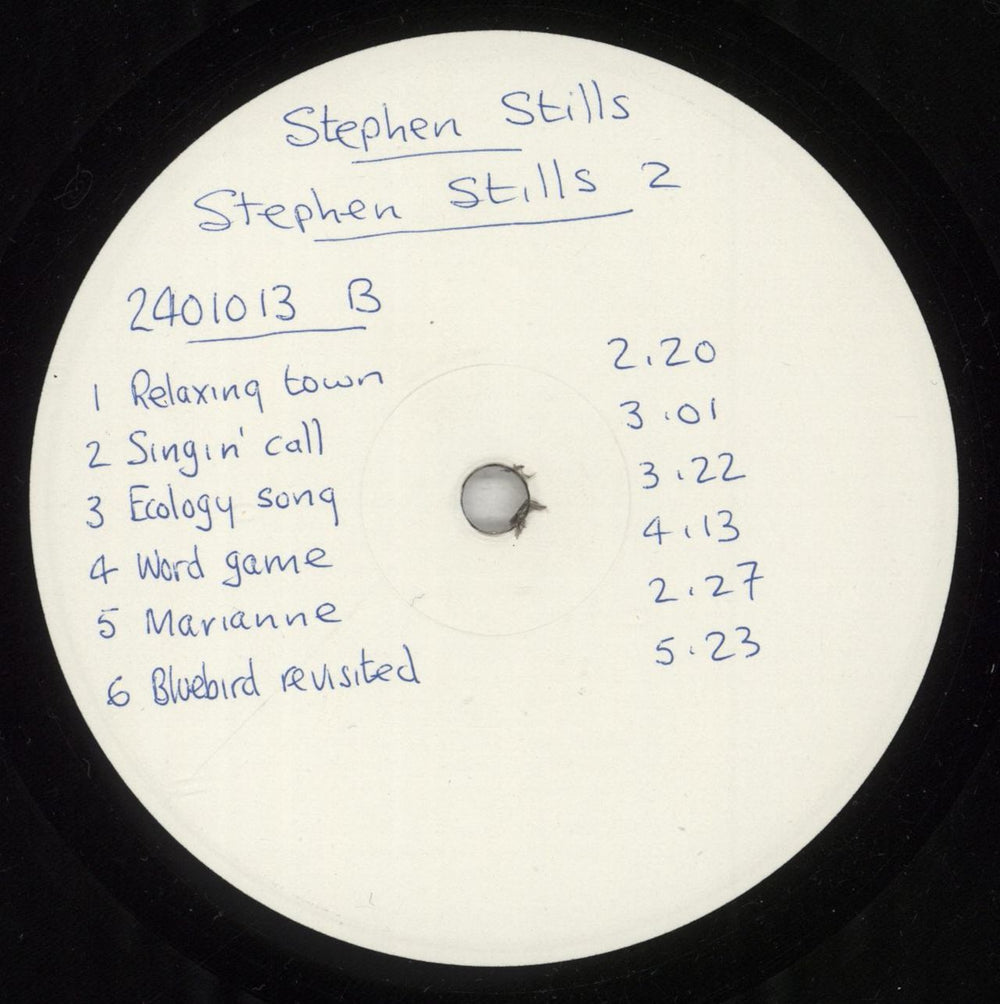 Stephen Stills
Stephen Stills 2
2401013 B
1 Relaxing town 2.20
2 Singin' call 3.01
3 Ecology song 3.22
4 Word game 4.13
5 Marianne 2.27
6 Bluebird revisited 5.23